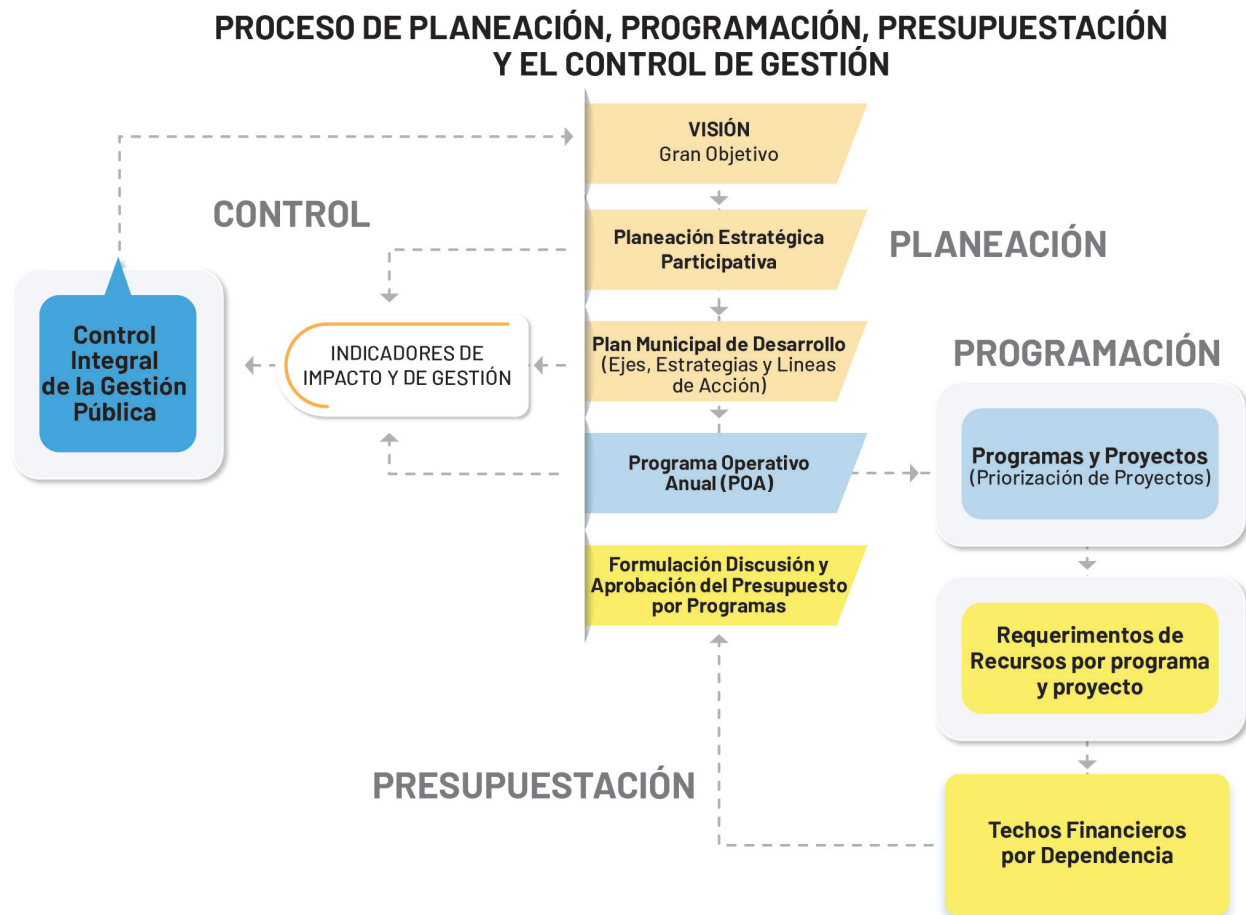 PROCESO DE PLANEACIÓN, PROGRAMACIÓN, PRESUPUESTACIÓN
Y EL CONTROL DE GESTIÓN
VISIÓN
Gran Objetivo
CONTROL
Planeación Estratégica
Participativa
PLANEACIÓN
Control
Integral
de la Gestión
Pública
INDICADORES DE
IMPACTO Y DE GESTIÓN
Plan Municipal de Desarrollo
(Ejes, Estrategias y Lineas
de Acción)
PROGRAMACIÓN
Programa Operativo
Anual (POA)
Programas y Proyectos
(Priorización de Proyectos)
Formulación Discusión y
Aprobación del Presupuesto
por Programas
Requerimentos de
Recursos por programa
y proyecto
PRESUPUESTACIÓN
Techos Financieros
por Dependencia